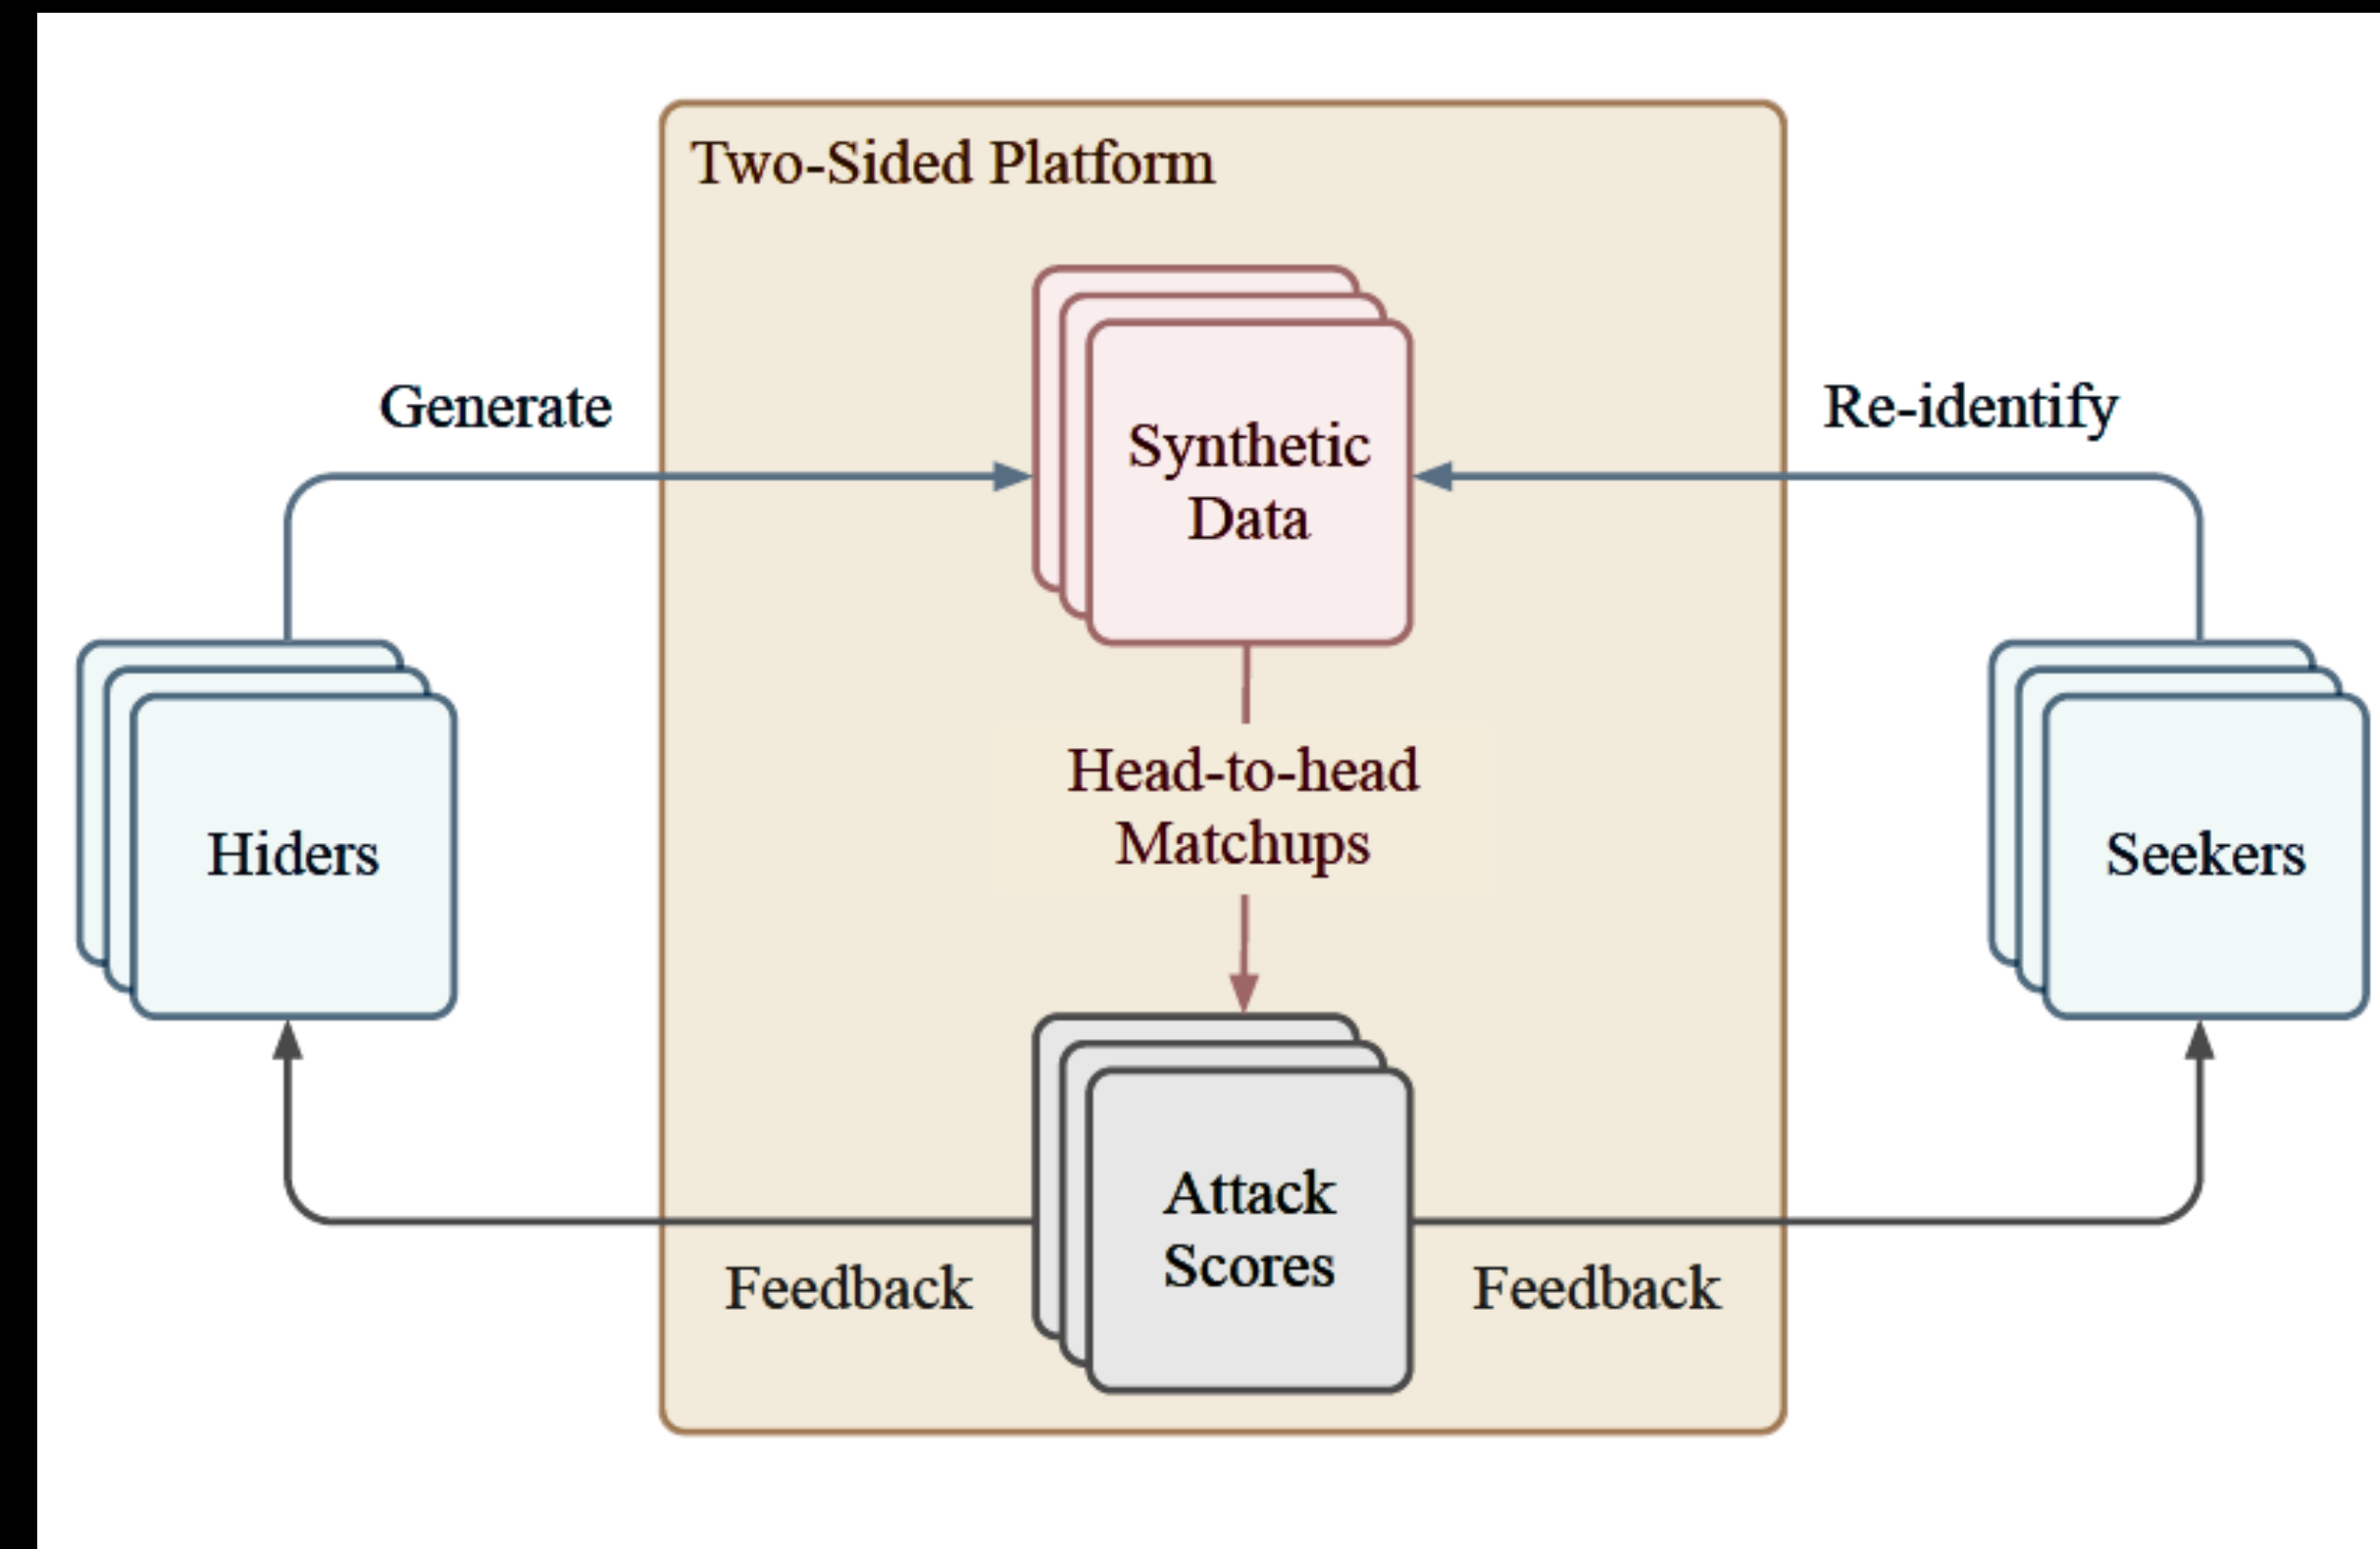 Two-Sided Platform
Generate
Re-identify
Synthetic
Data
Head-to-head
Matchups
Hiders
Seekers
Attack
Scores
Feedback
Feedback